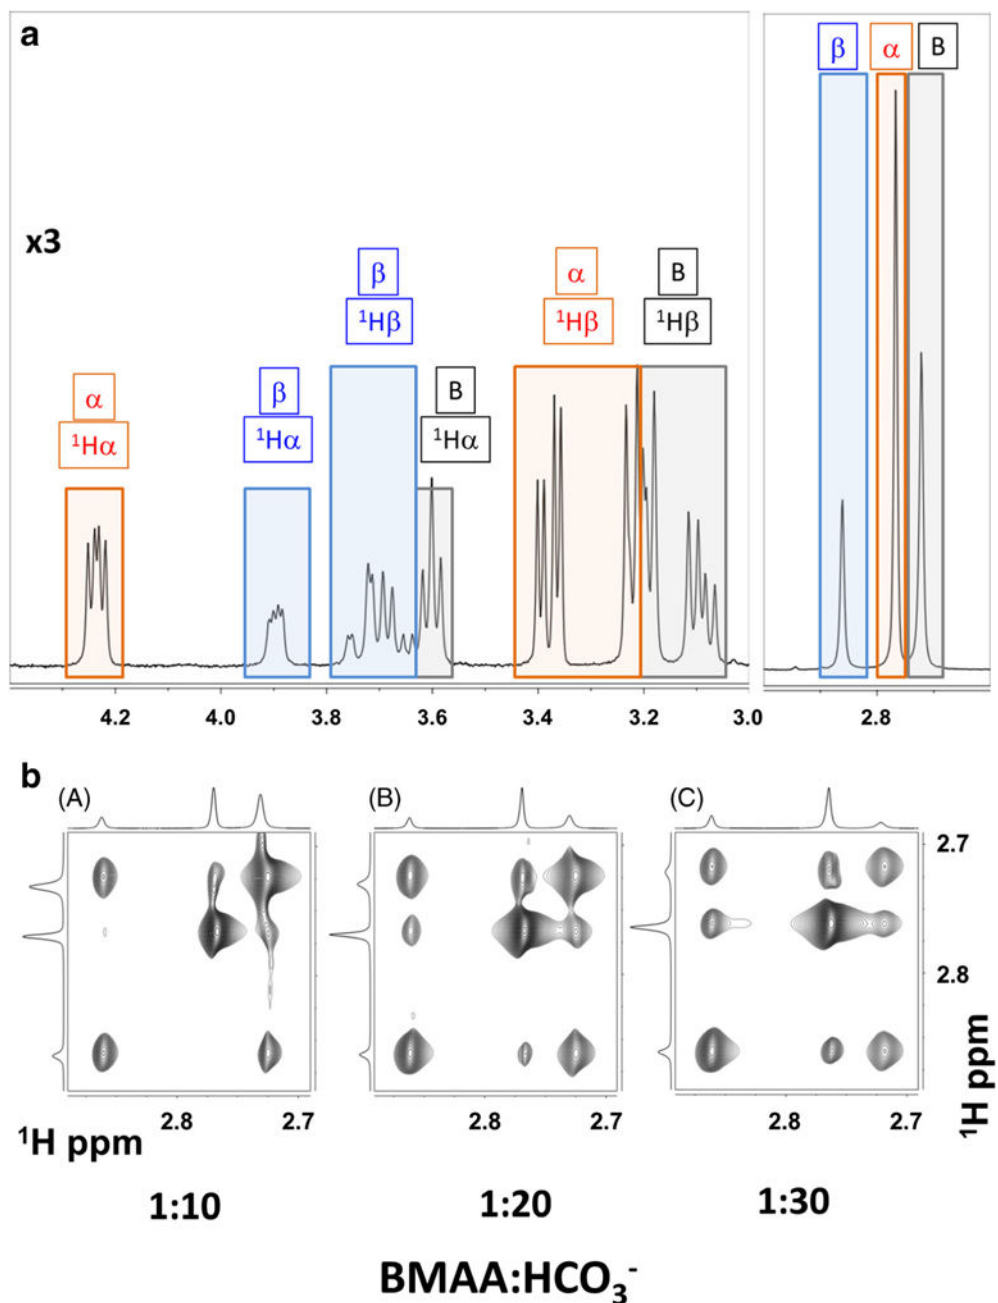 a
β α B
x3
β α B
¹Hβ ¹Hβ ¹Hβ
α β B
¹Hα ¹Hα ¹Hα
4.2 4.0 3.8 3.6 3.4 3.2 3.0 2.8
b
(A) (B) (C)
2.7
2.8
¹H ppm
2.8 2.7 2.8 2.7 2.8 2.7
¹H ppm
1:10 1:20 1:30
BMAA:HCO₃⁻